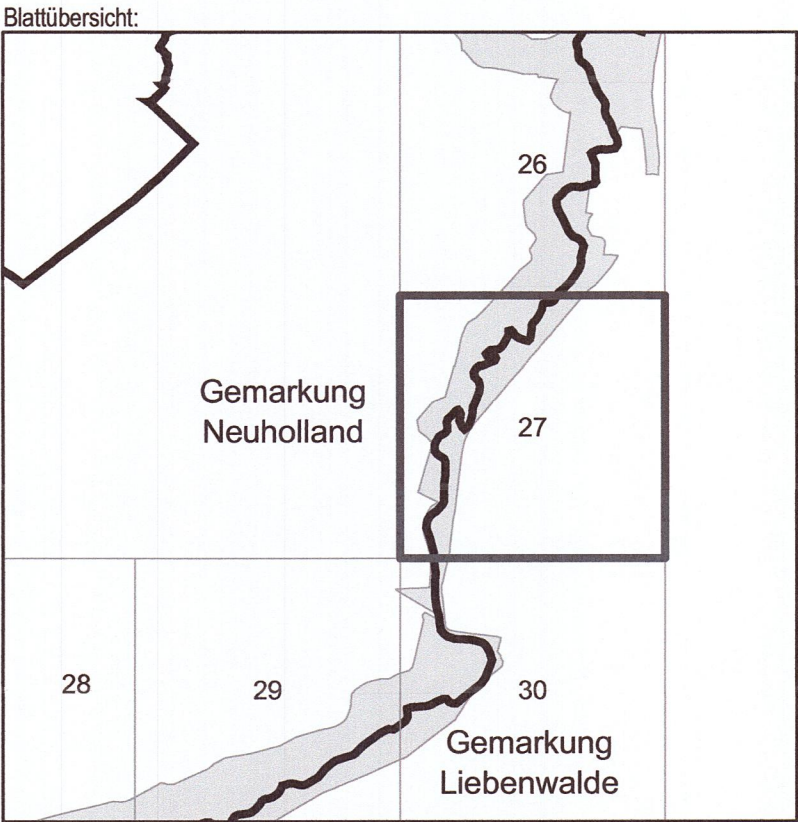 Blattübersicht:
26
Gemarkung
Neuholland
27
28
29
30
Gemarkung
Liebenwalde